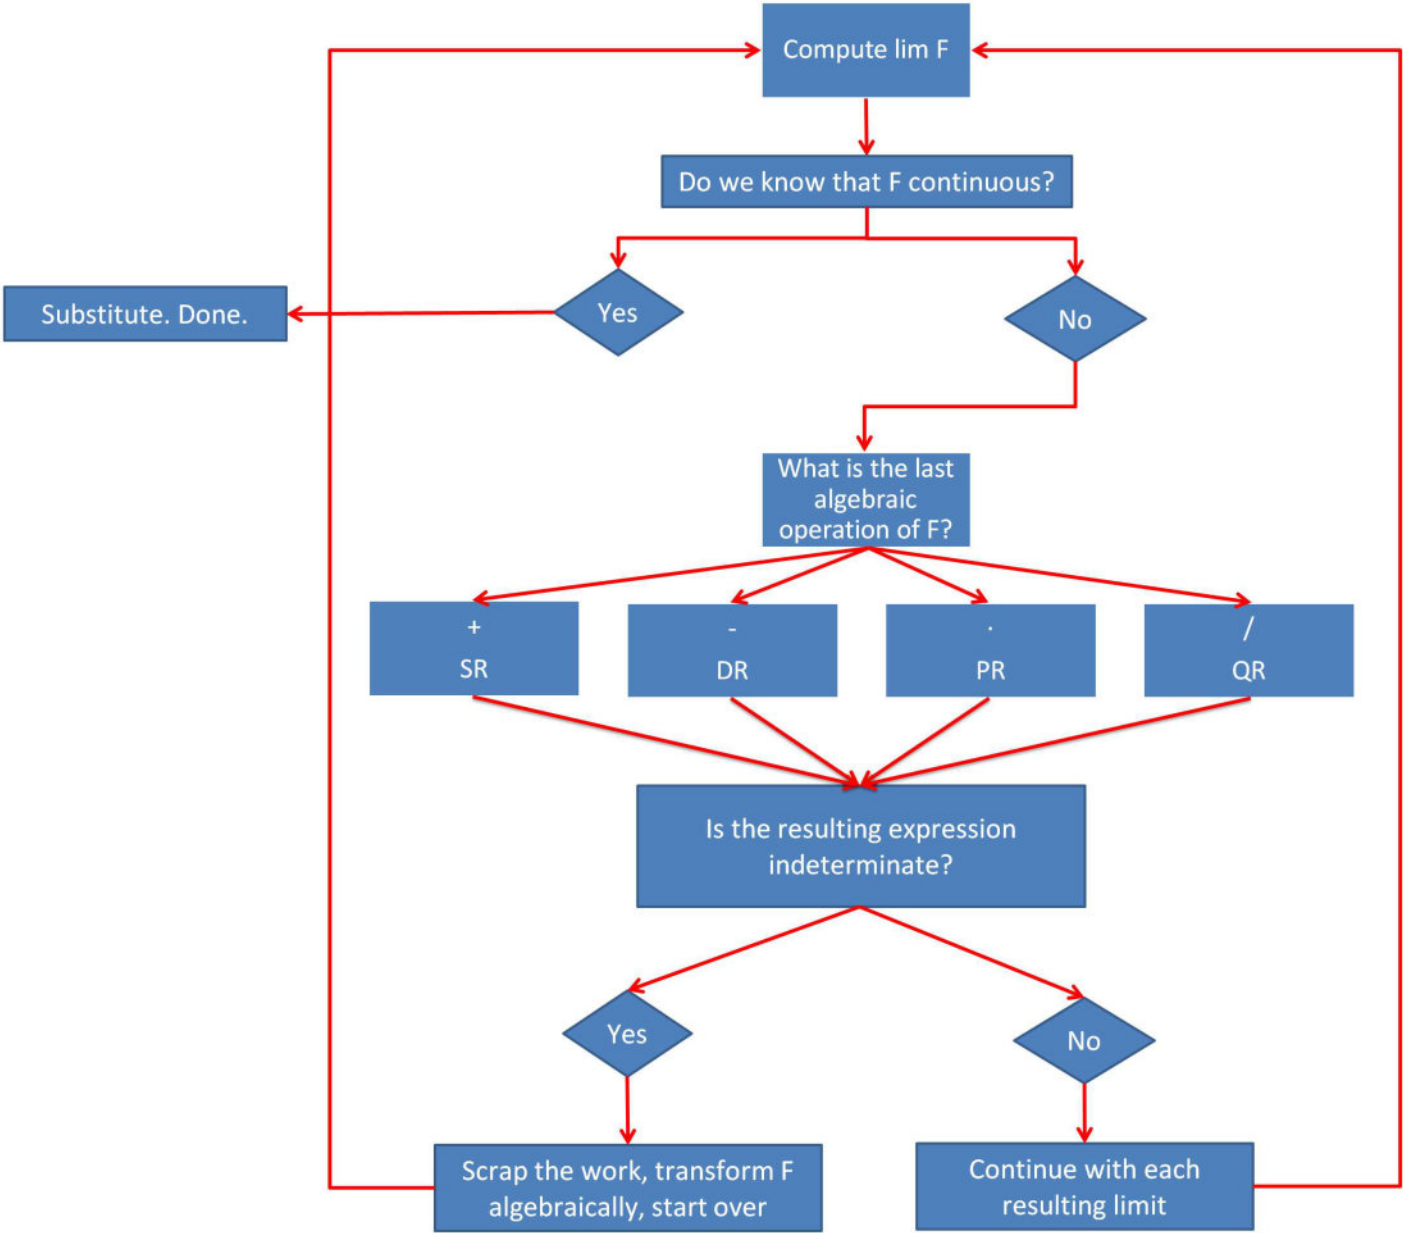 Compute lim F
Do we know that F continuous?
Substitute. Done.
Yes
No
What is the last
algebraic
operation of F?
+
SR
-
DR
·
PR
/
QR
Is the resulting expression
indeterminate?
Yes
No
Scrap the work, transform F
algebraically, start over
Continue with each
resulting limit